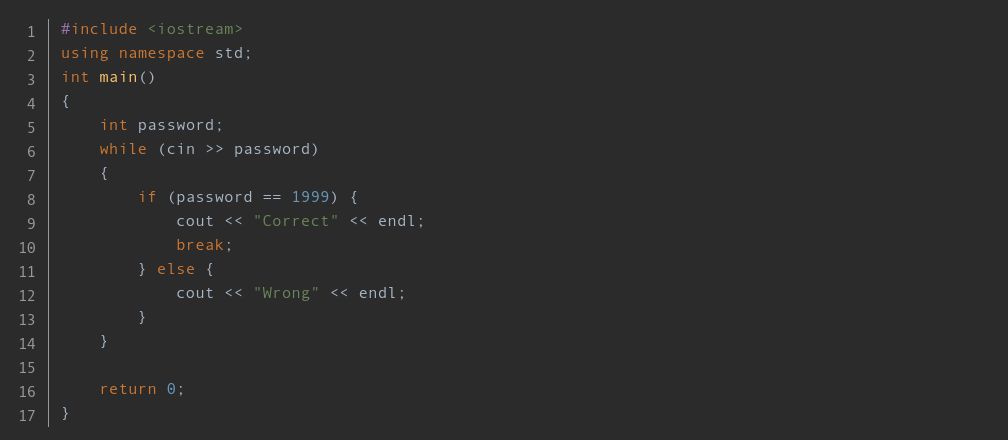 1 #include <iostream>
2 using namespace std;
3 int main()
4 {
5     int password;
6     while (cin >> password)
7     {
8         if (password == 1999) {
9             cout << "Correct" << endl;
10             break;
11         } else {
12             cout << "Wrong" << endl;
13         }
14     }
15
16     return 0;
17 }